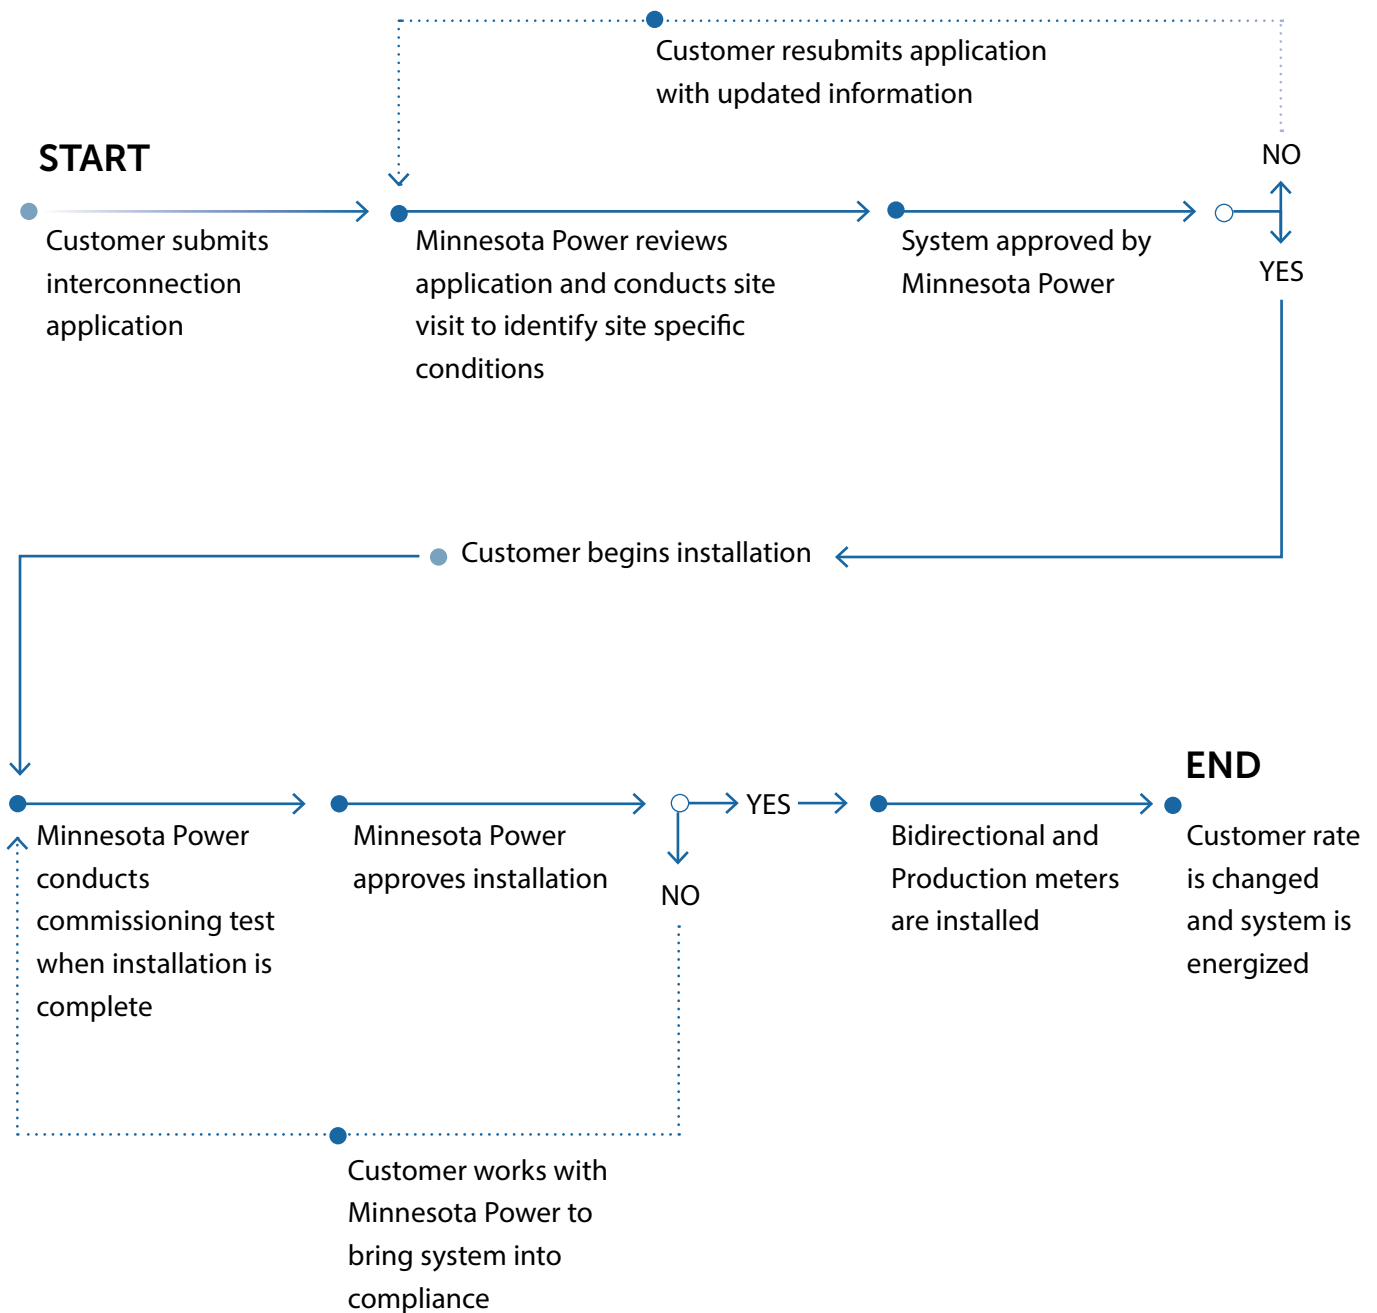 Customer resubmits application
with updated information
START
NO
Customer submits
interconnection
application
Minnesota Power reviews
application and conducts site
visit to identify site specific
conditions
System approved by
Minnesota Power
YES
Customer begins installation
END
YES
Minnesota Power
conducts
commissioning test
when installation is
complete
Minnesota Power
approves installation
NO
Bidirectional and
Production meters
are installed
Customer rate
is changed
and system is
energized
Customer works with
Minnesota Power to
bring system into
compliance